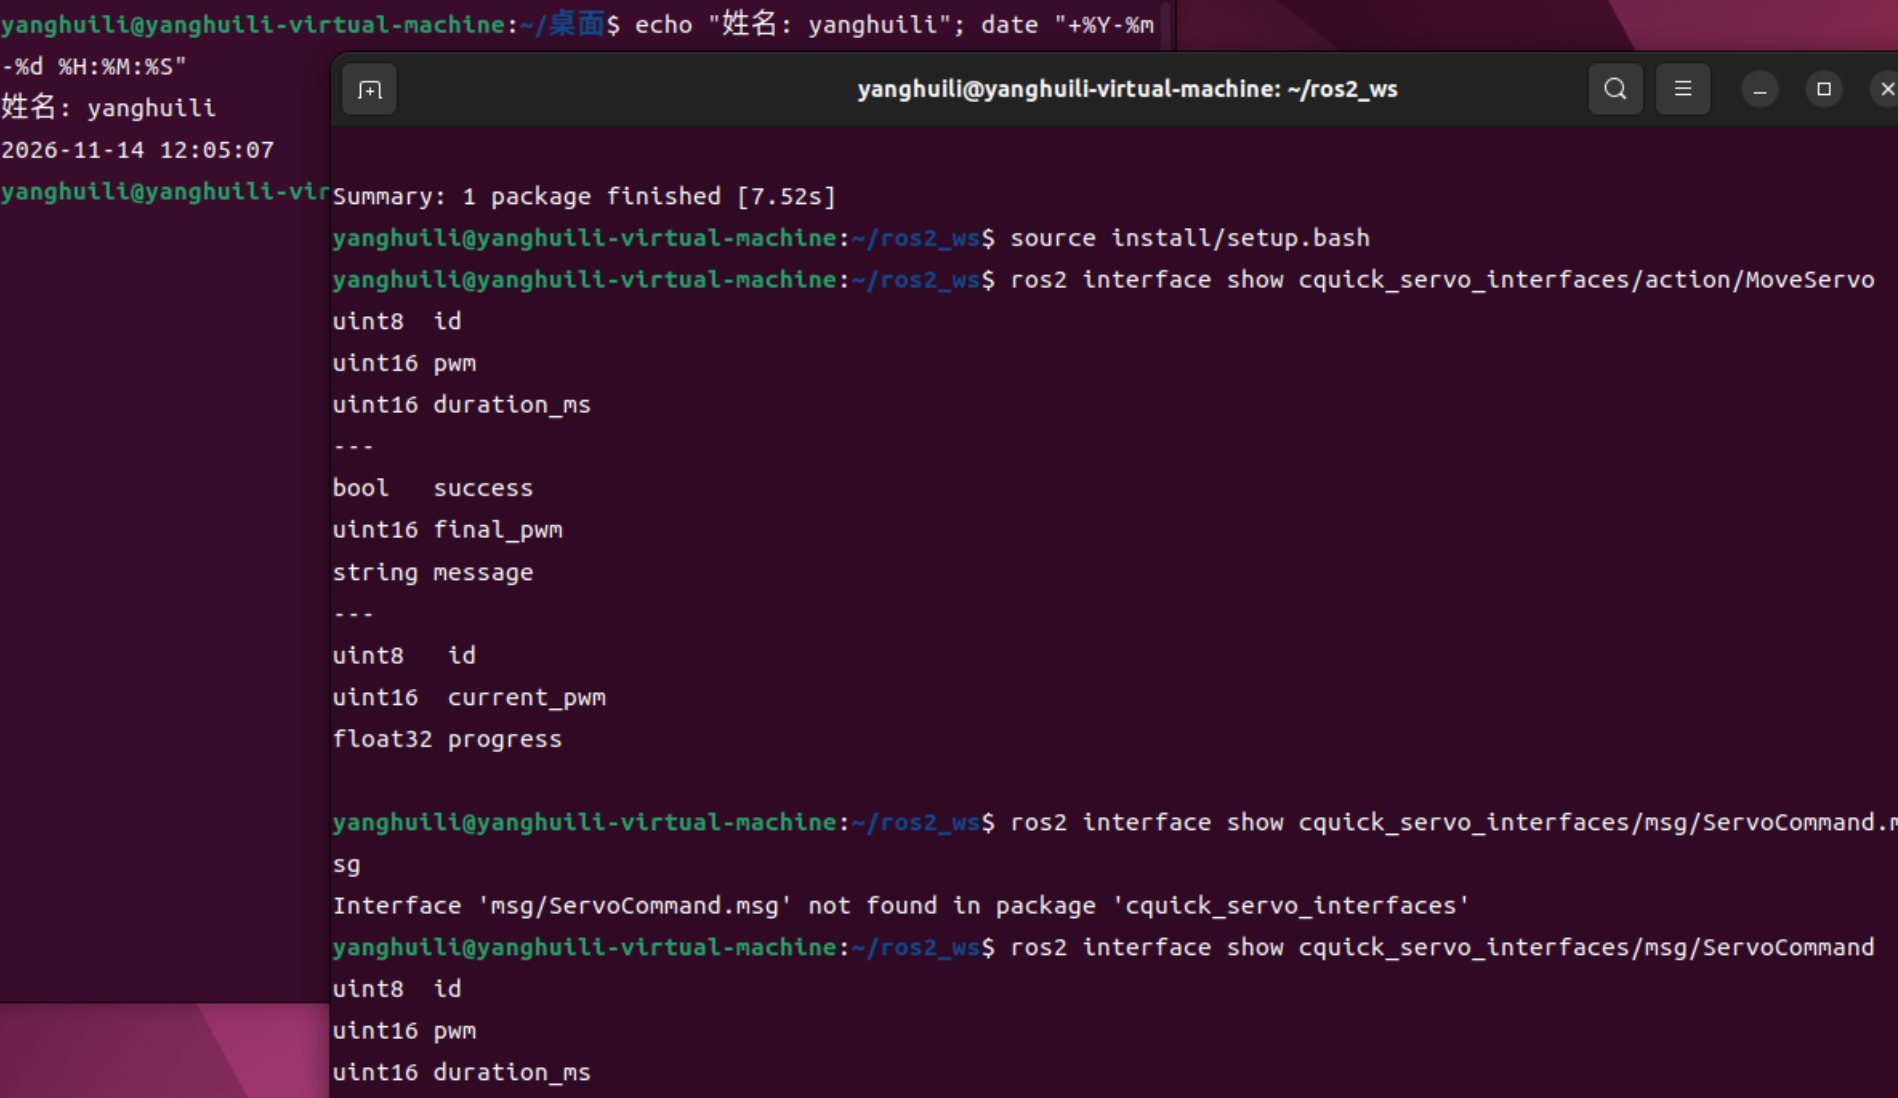 yanghuili@yanghuili-virtual-machine:~/桌面$ echo "姓名: yanghuili"; date "+%Y-%m
-%d %H:%M:%S"
姓名: yanghuili
2026-11-14 12:05:07
yanghuili@yanghuili-vir
yanghuili@yanghuili-virtual-machine: ~/ros2_ws
Summary: 1 package finished [7.52s]
yanghuili@yanghuili-virtual-machine:~/ros2_ws$ source install/setup.bash
yanghuili@yanghuili-virtual-machine:~/ros2_ws$ ros2 interface show cquick_servo_interfaces/action/MoveServo
uint8  id
uint16 pwm
uint16 duration_ms
---
bool   success
uint16 final_pwm
string message
---
uint8   id
uint16  current_pwm
float32 progress
yanghuili@yanghuili-virtual-machine:~/ros2_ws$ ros2 interface show cquick_servo_interfaces/msg/ServoCommand.m
sg
Interface 'msg/ServoCommand.msg' not found in package 'cquick_servo_interfaces'
yanghuili@yanghuili-virtual-machine:~/ros2_ws$ ros2 interface show cquick_servo_interfaces/msg/ServoCommand
uint8  id
uint16 pwm
uint16 duration_ms